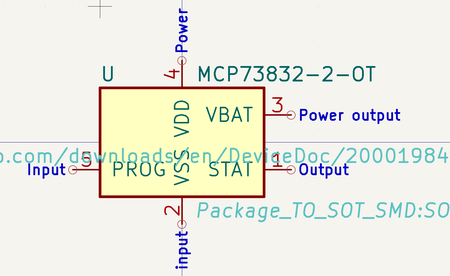 Power
U
MCP73832-2-OT
4
VDD
VBAT
3
Power output
o.com/downloads/en/DeviceDoc/20001984
Input
5
PROG
VSS
STAT
1
Output
2
Package_TO_SOT_SMD:SO
input